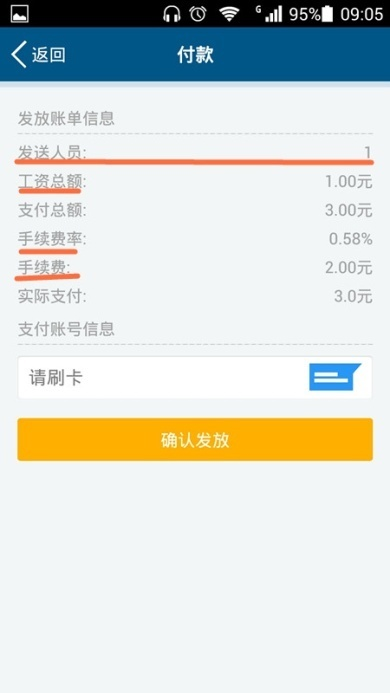 G 95% 09:05
返回 付款
发放账单信息
发送人员: 1
工资总额: 1.00元
支付总额: 3.00元
手续费率: 0.58%
手续费: 2.00元
实际支付: 3.0元
支付账号信息
请刷卡
确认发放